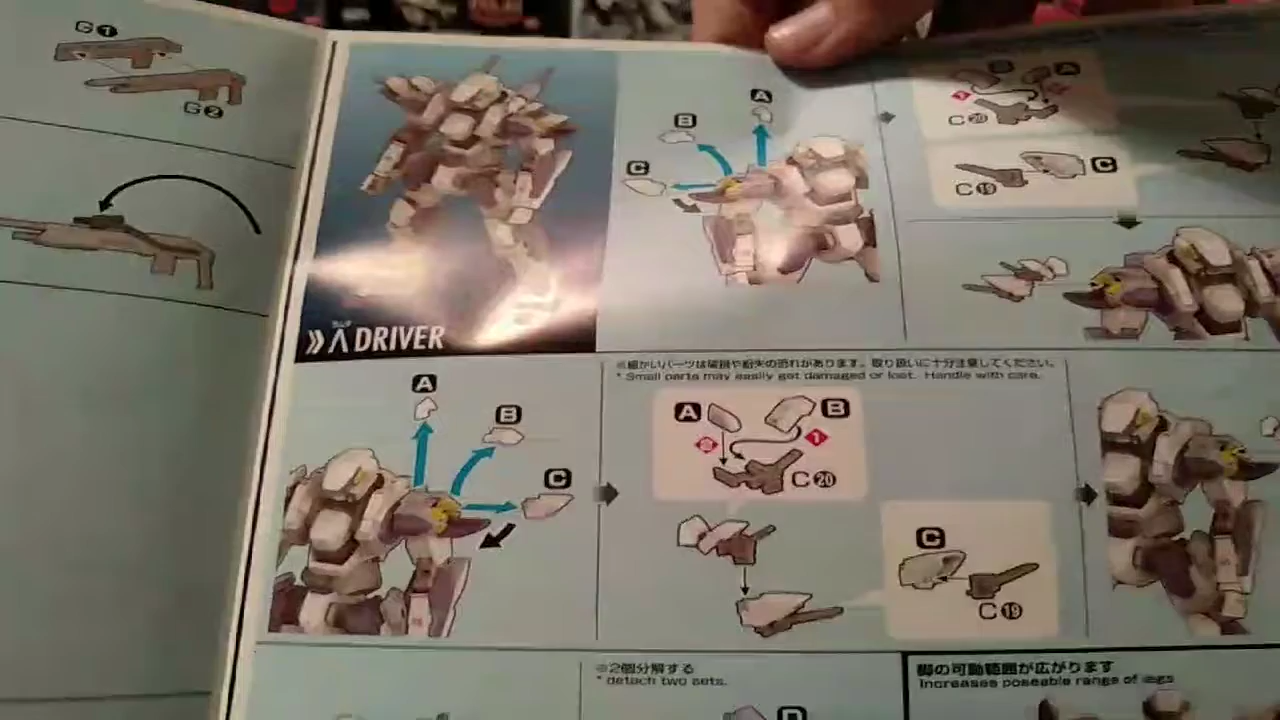 G1
G2
ラムダ
Λ DRIVER
A
B
C
B
A
C20
C19
C
※細かいパーツは破損や紛失の恐れがあります。取り扱いに十分注意してください。
* Small parts may easily get damaged or lost. Handle with care.
A
B
C
A
B
1
C20
C
C19
※2個分解する
* detach two sets.
D
脚の可動範囲が広がります
Increases poseable range of legs